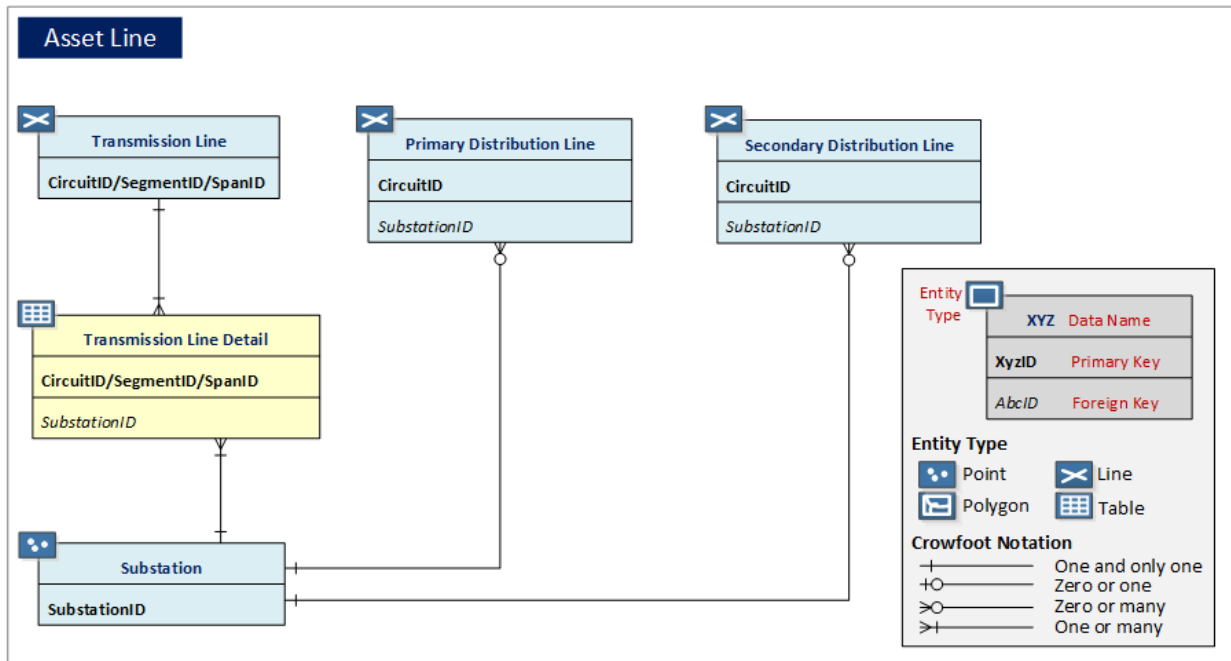 Asset Line
Transmission Line
CircuitID/SegmentID/SpanID
Primary Distribution Line
CircuitID
SubstationID
Secondary Distribution Line
CircuitID
SubstationID
Transmission Line Detail
CircuitID/SegmentID/SpanID
SubstationID
Substation
SubstationID
Entity
Type
XYZ Data Name
XyzID Primary Key
AbcID Foreign Key
Entity Type
Point
Line
Polygon
Table
Crowfoot Notation
One and only one
Zero or one
Zero or many
One or many